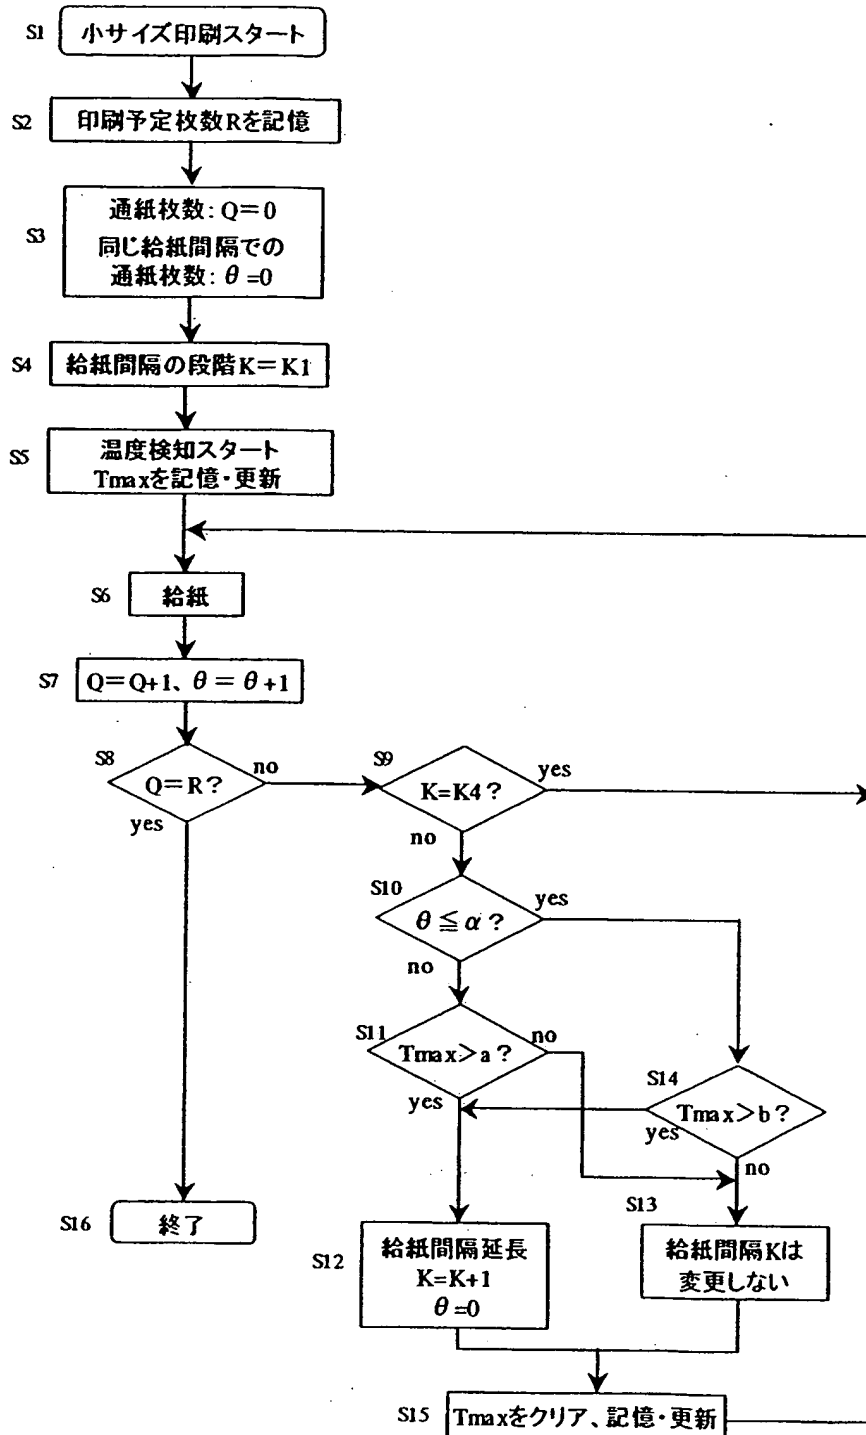 S1 小サイズ印刷スタート
S2 印刷予定枚数Rを記憶
S3
通紙枚数:Q=0
同じ給紙間隔での
通紙枚数:θ=0
S4 給紙間隔の段階K=K1
S5
温度検知スタート
Tmaxを記憶・更新
S6 給紙
S7 Q=Q+1、θ=θ+1
S8
Q=R?
no
yes
S9
K=K4?
yes
no
S10
θ≦α?
yes
no
S11
Tmax>a?
no
yes
S14
Tmax>b?
yes
no
S16 終了
S12
給紙間隔延長
K=K+1
θ=0
S13
給紙間隔Kは
変更しない
S15 Tmaxをクリア、記憶・更新